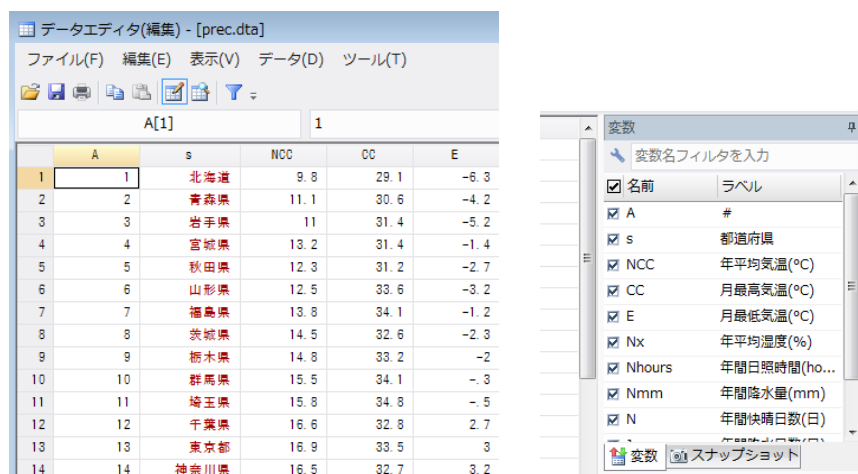 データエディタ(編集) - [prec.dta]
ファイル(F) 編集(E) 表示(V) データ(D) ツール(T)
A[1] 1
A s NCC CC E
1 1 北海道 9.8 29.1 -6.3
2 2 青森県 11.1 30.6 -4.2
3 3 岩手県 11 31.4 -5.2
4 4 宮城県 13.2 31.4 -1.4
5 5 秋田県 12.3 31.2 -2.7
6 6 山形県 12.5 33.6 -3.2
7 7 福島県 13.8 34.1 -1.2
8 8 茨城県 14.5 32.6 -2.3
9 9 栃木県 14.8 33.2 -2
10 10 群馬県 15.5 34.1 -.3
11 11 埼玉県 15.8 34.8 -.5
12 12 千葉県 16.6 32.8 2.7
13 13 東京都 16.9 33.5 3
14 14 神奈川県 16.5 32.7 3.2
変数
変数名フィルタを入力
名前 ラベル
A #
s 都道府県
NCC 年平均気温(ºC)
CC 月最高気温(ºC)
E 月最低気温(ºC)
Nx 年平均湿度(%)
Nhours 年間日照時間(ho...
Nmm 年間降水量(mm)
N 年間快晴日数(日)
変数 スナップショット